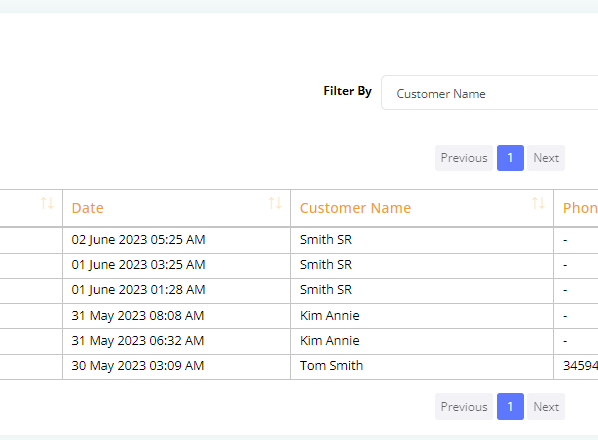 Filter By Customer Name
Previous 1 Next
Date Customer Name Phon
02 June 2023 05:25 AM Smith SR -
01 June 2023 03:25 AM Smith SR -
01 June 2023 01:28 AM Smith SR -
31 May 2023 08:08 AM Kim Annie -
31 May 2023 06:32 AM Kim Annie -
30 May 2023 03:09 AM Tom Smith 34594
Previous 1 Next